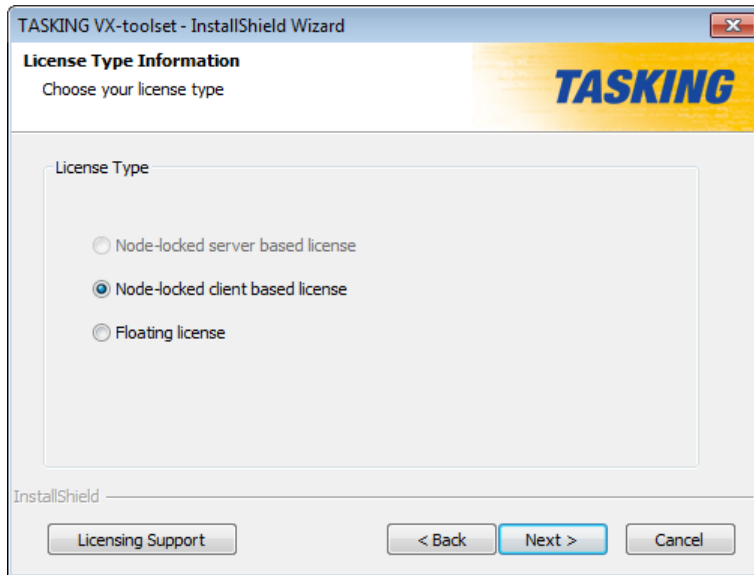 TASKING VX-toolset - InstallShield Wizard
License Type Information
Choose your license type
TASKING
License Type
Node-locked server based license
Node-locked client based license
Floating license
InstallShield
Licensing Support
< Back
Next >
Cancel